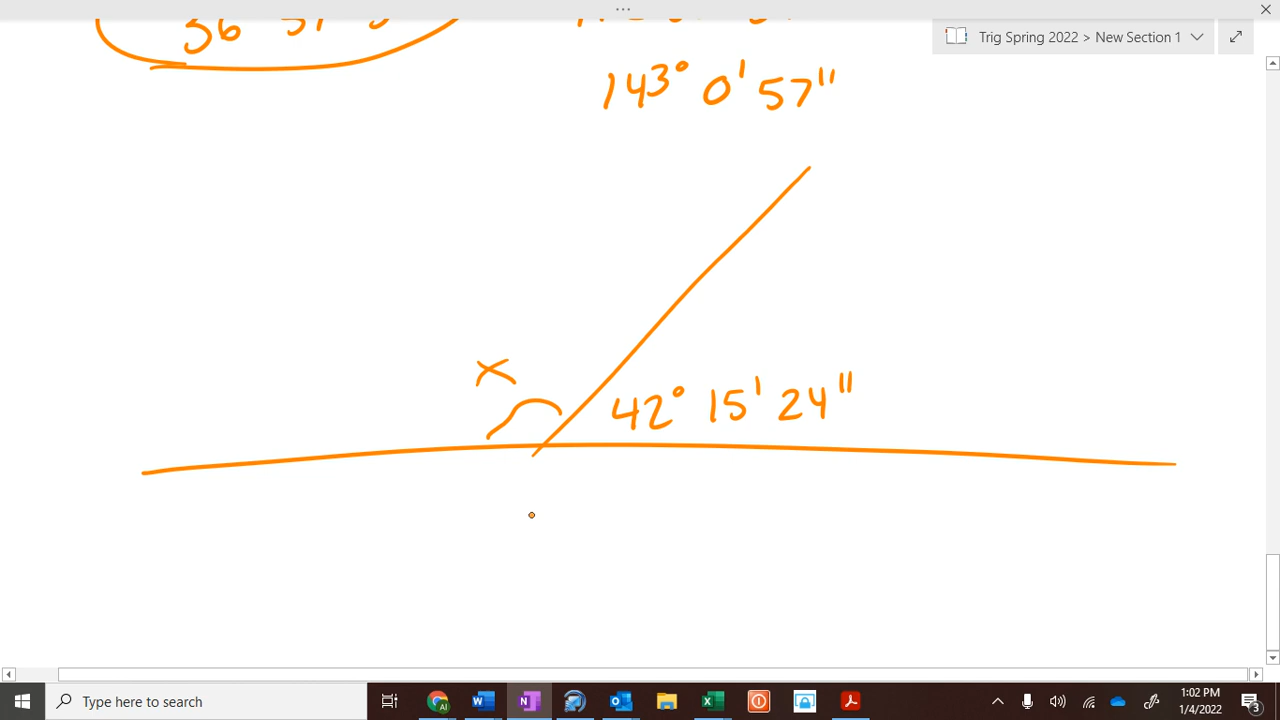 Trig Spring 2022 > New Section 1
143° 0' 57"
x
42° 15' 24"
Type here to search
1:02 PM
1/4/2022
3